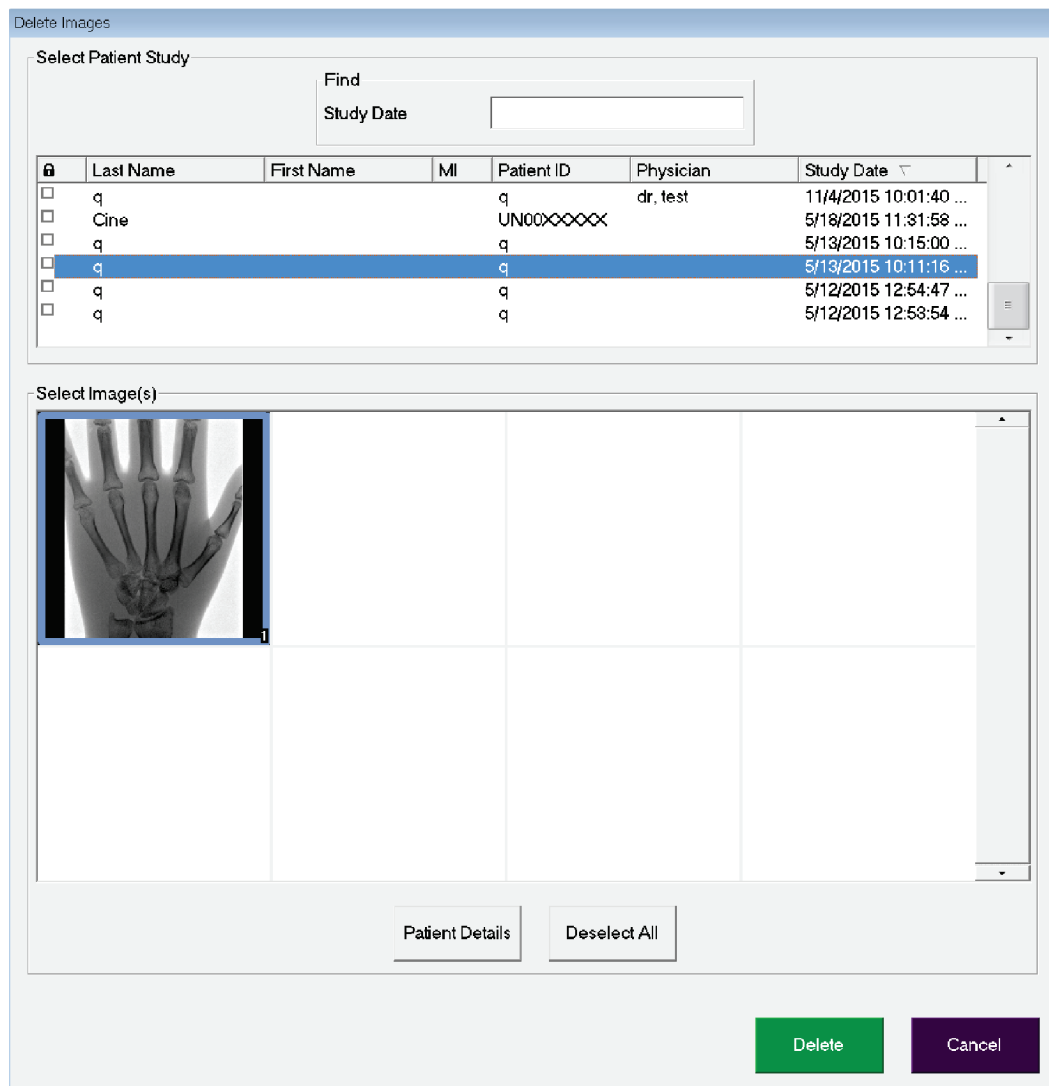 Delete Images
Select Patient Study
Find
Study Date
Last Name First Name MI Patient ID Physician Study Date
q q dr, test 11/4/2015 10:01:40 ...
Cine UN00XXXXX 5/18/2015 11:31:58 ...
q q 5/13/2015 10:15:00 ...
q q 5/13/2015 10:11:16 ...
q q 5/12/2015 12:54:47 ...
q q 5/12/2015 12:53:54 ...
Select Image(s)
1
Patient Details Deselect All
Delete Cancel